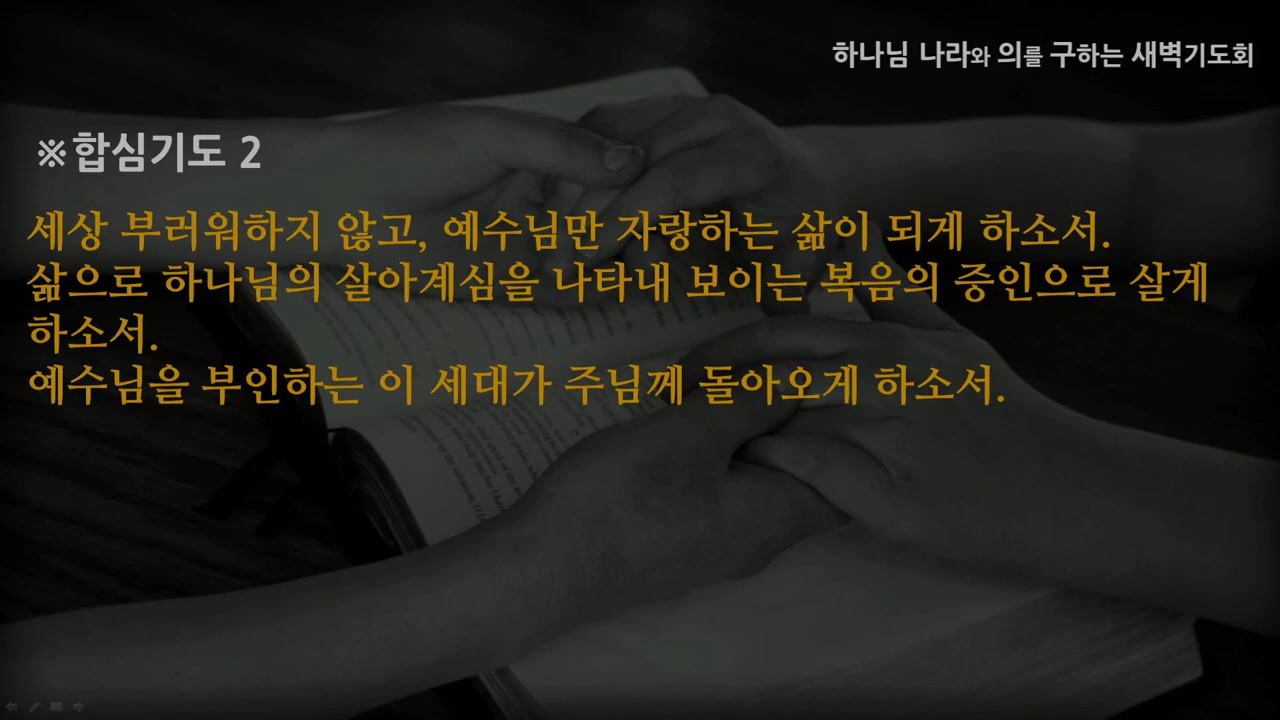 하나님 나라와 의를 구하는 새벽기도회
※합심기도 2
세상 부러워하지 않고, 예수님만 자랑하는 삶이 되게 하소서.
삶으로 하나님의 살아계심을 나타내 보이는 복음의 증인으로 살게
하소서.
예수님을 부인하는 이 세대가 주님께 돌아오게 하소서.